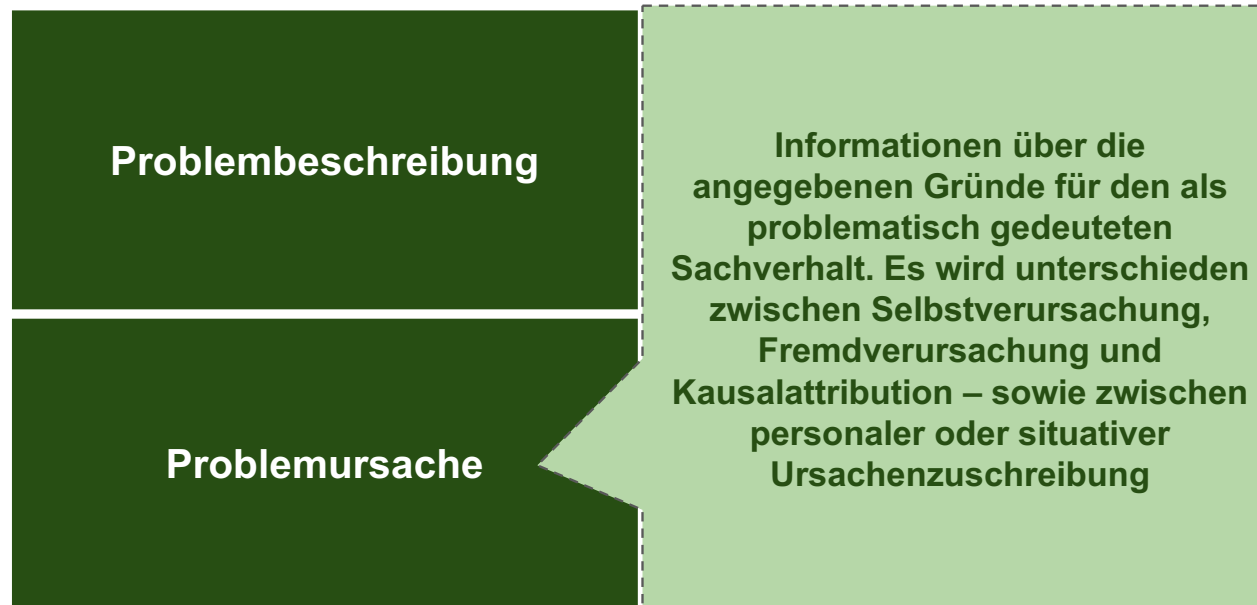 Problembeschreibung
Problemursache
Informationen über die
angegebenen Gründe für den als
problematisch gedeuteten
Sachverhalt. Es wird unterschieden
zwischen Selbstverursachung,
Fremdverursachung und
Kausalattribution – sowie zwischen
personaler oder situativer
Ursachenzuschreibung